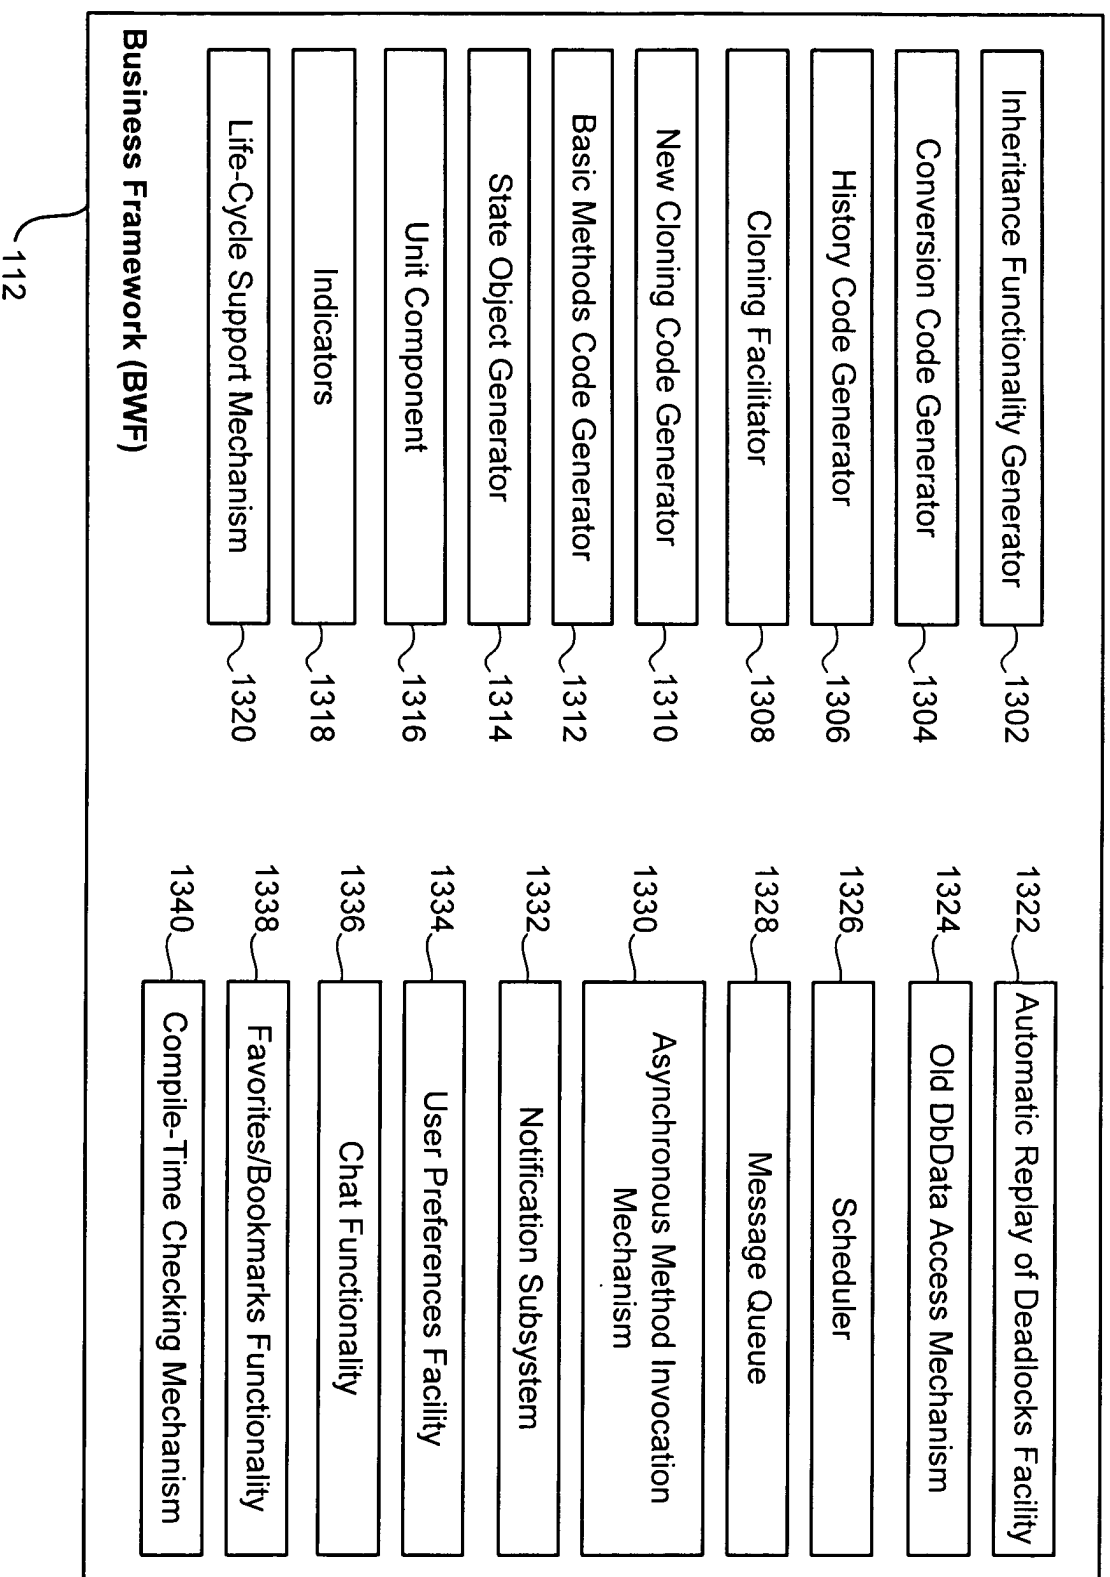 Inheritance Functionality Generator
1302
Conversion Code Generator
1304
History Code Generator
1306
Cloning Facilitator
1308
New Cloning Code Generator
1310
Basic Methods Code Generator
1312
State Object Generator
1314
Unit Component
1316
Indicators
1318
Life-Cycle Support Mechanism
1320
1322
Automatic Replay of Deadlocks Facility
1324
Old DbData Access Mechanism
1326
Scheduler
1328
Message Queue
1330
Asynchronous Method Invocation
Mechanism
1332
Notification Subsystem
1334
User Preferences Facility
1336
Chat Functionality
1338
Favorites/Bookmarks Functionality
1340
Compile-Time Checking Mechanism
Business Framework (BWF)
112